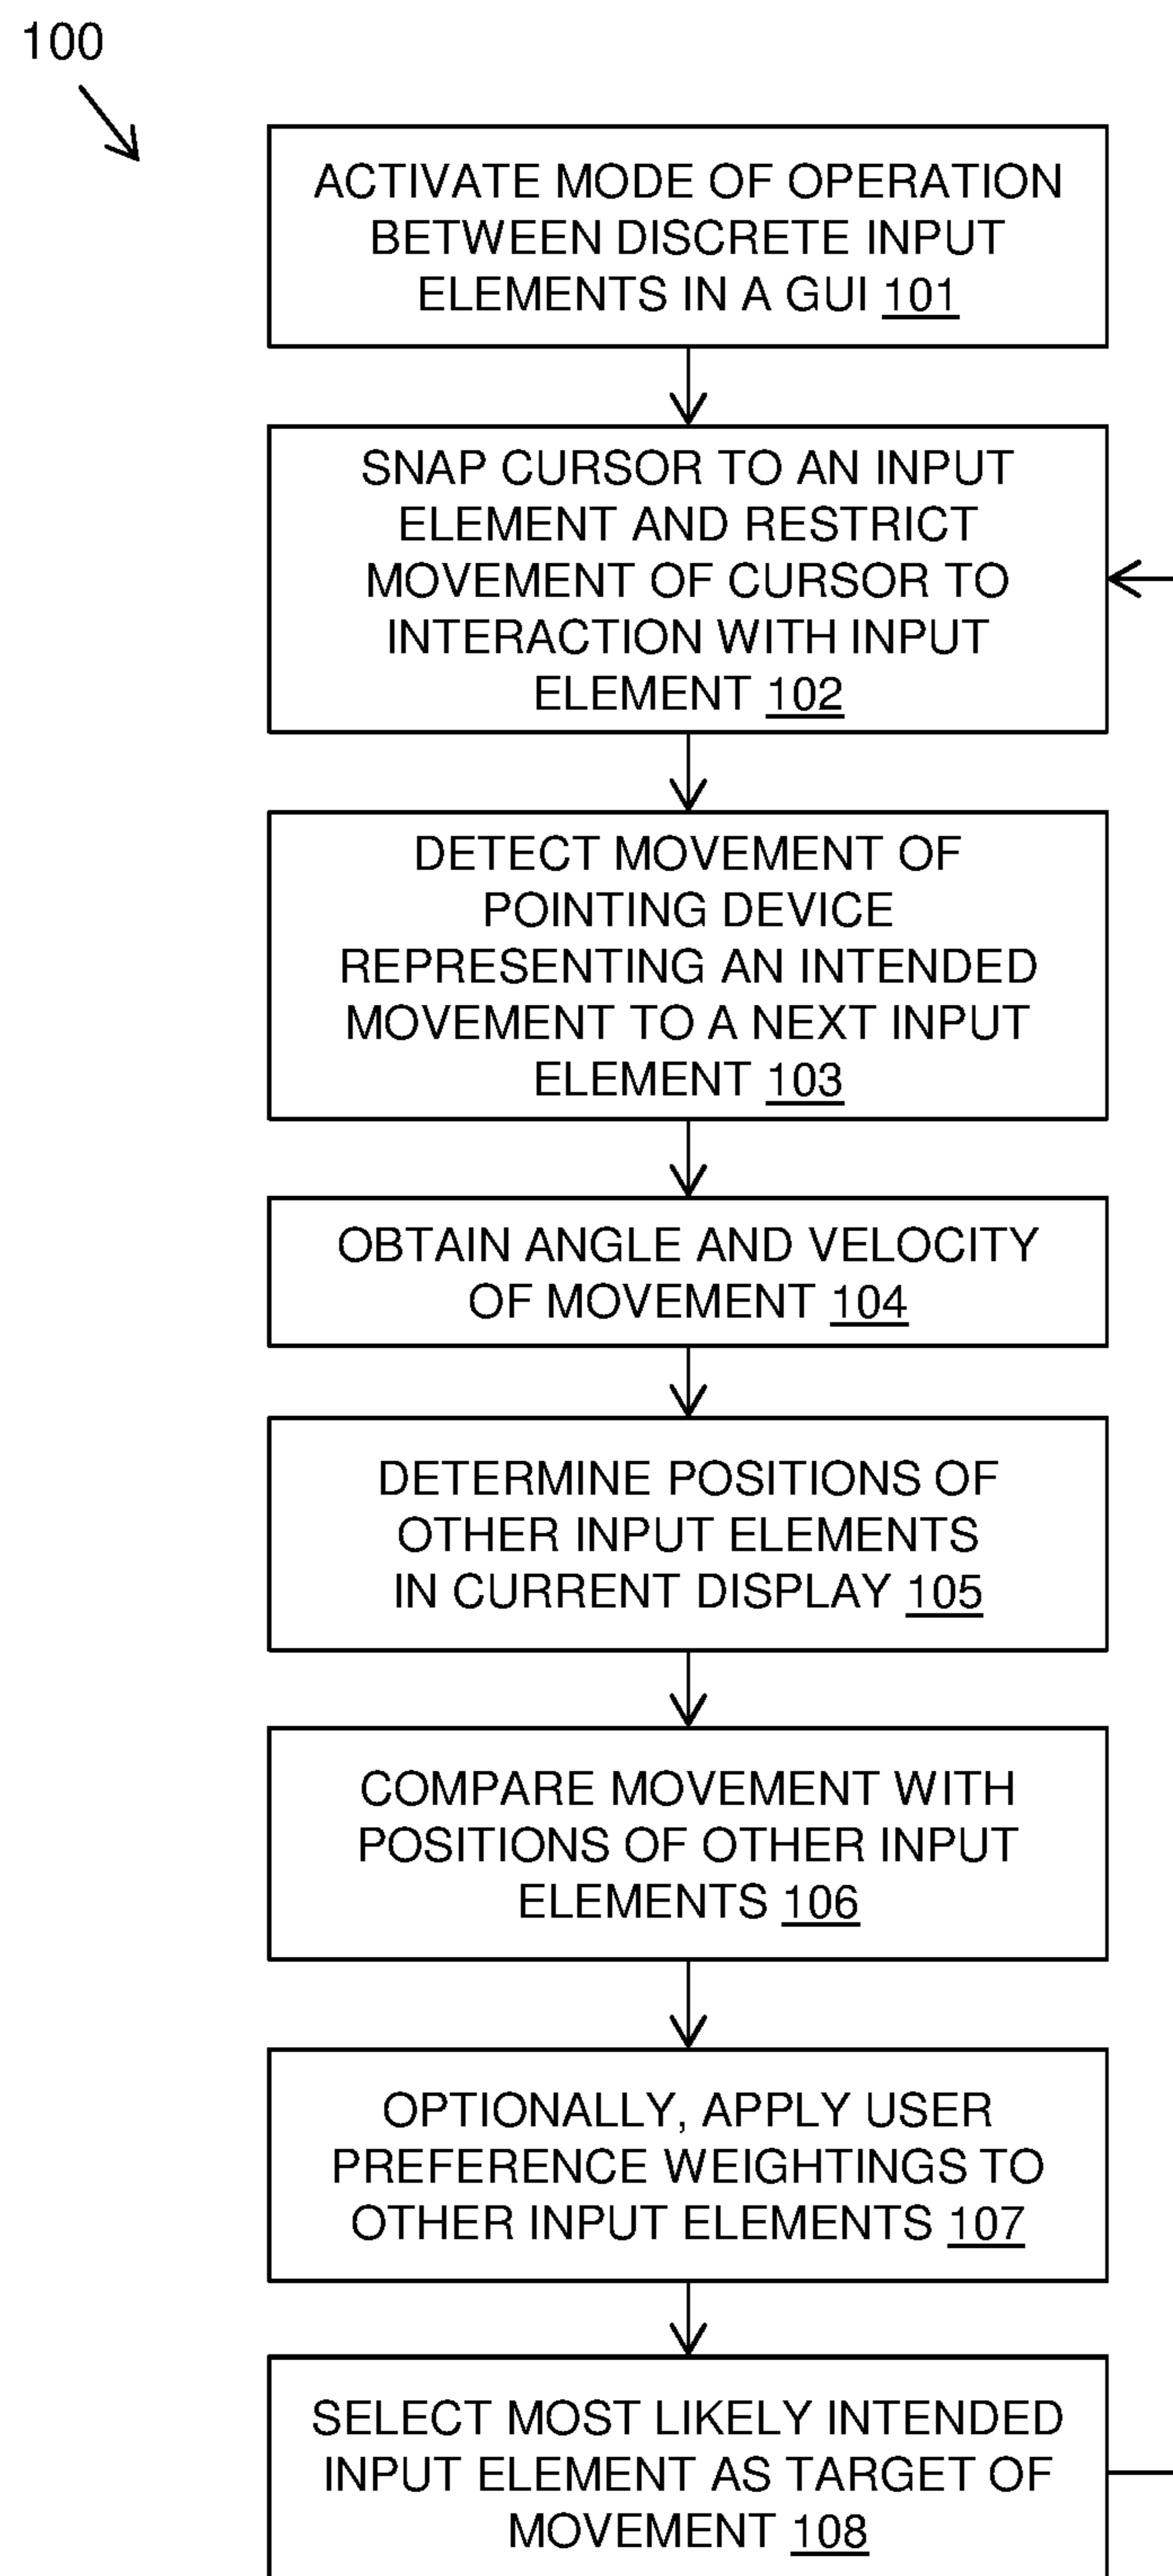 100
ACTIVATE MODE OF OPERATION
BETWEEN DISCRETE INPUT
ELEMENTS IN A GUI 101
SNAP CURSOR TO AN INPUT
ELEMENT AND RESTRICT
MOVEMENT OF CURSOR TO
INTERACTION WITH INPUT
ELEMENT 102
DETECT MOVEMENT OF
POINTING DEVICE
REPRESENTING AN INTENDED
MOVEMENT TO A NEXT INPUT
ELEMENT 103
OBTAIN ANGLE AND VELOCITY
OF MOVEMENT 104
DETERMINE POSITIONS OF
OTHER INPUT ELEMENTS
IN CURRENT DISPLAY 105
COMPARE MOVEMENT WITH
POSITIONS OF OTHER INPUT
ELEMENTS 106
OPTIONALLY, APPLY USER
PREFERENCE WEIGHTINGS TO
OTHER INPUT ELEMENTS 107
SELECT MOST LIKELY INTENDED
INPUT ELEMENT AS TARGET OF
MOVEMENT 108